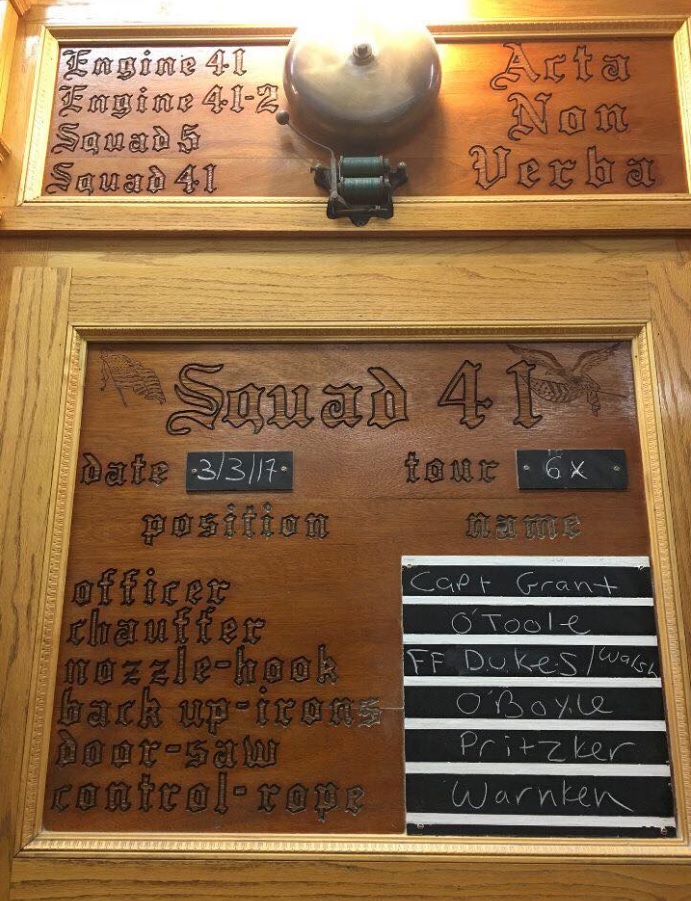 Engine 41
Engine 41-2
Squad 5
Squad 41
Acta
Non
Verba
Squad 41
date 3/3/17 tour 6x
position name
officer Capt Grant
chauffer O'Toole
nozzle-hook FF Dukes/Walsh
back up-irons O'Boyle
door-saw Pritzker
control-rope Warnken